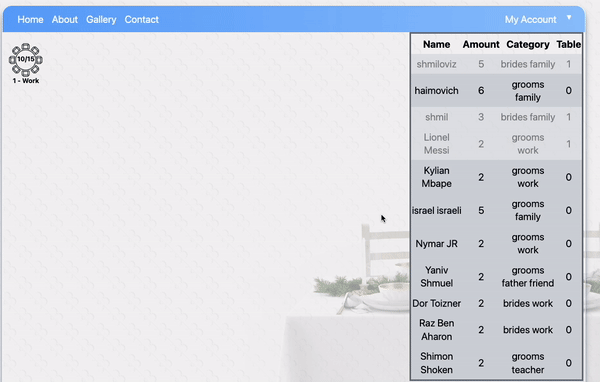 Home About Gallery Contact My Account ▼
10/15
1 - Work
Name Amount Category Table
shmiloviz 5 brides family 1
haimovich 6 grooms family 0
shmil 3 brides family 1
Lionel Messi 2 grooms work 1
Kylian Mbape 2 grooms work 0
israel israeli 5 grooms family 0
Nymar JR 2 grooms work 0
Yaniv Shmuel 2 grooms father friend 0
Dor Toizner 2 brides work 0
Raz Ben Aharon 2 brides work 0
Shimon Shoken 2 grooms teacher 0